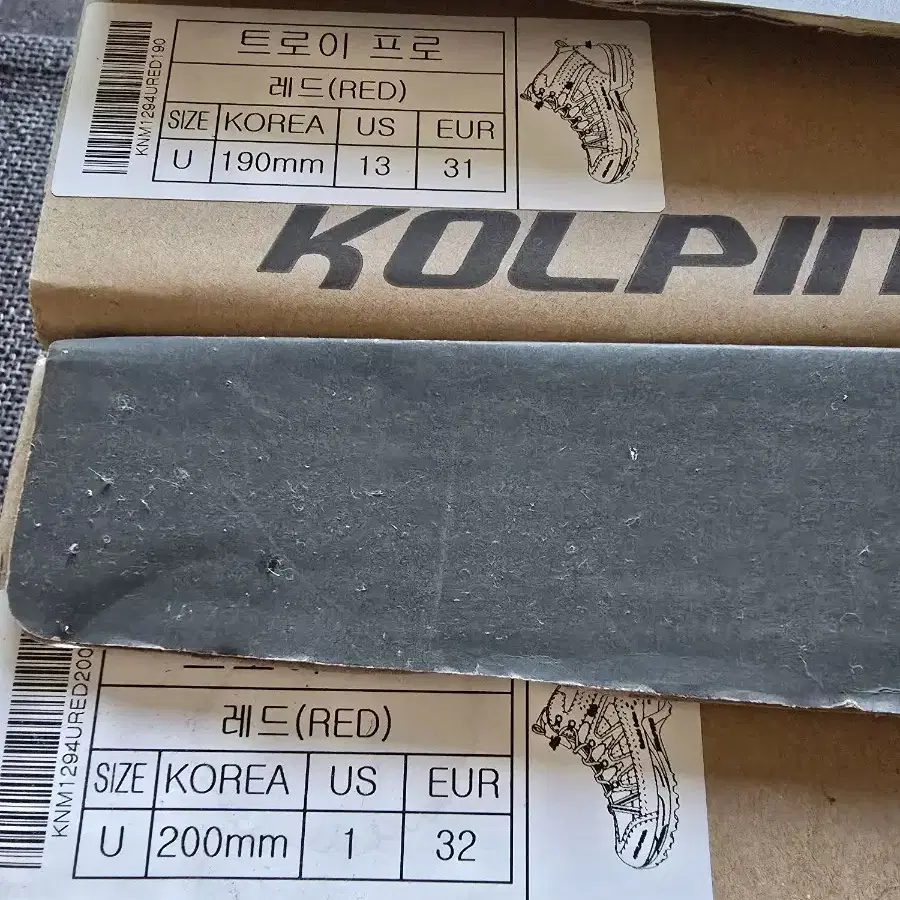 트로이 프로
레드(RED)
SIZE KOREA US EUR
U 190mm 13 31
KNM1294URED190
KOLPIN
레드(RED)
SIZE KOREA US EUR
U 200mm 1 32
KNM1294URED200